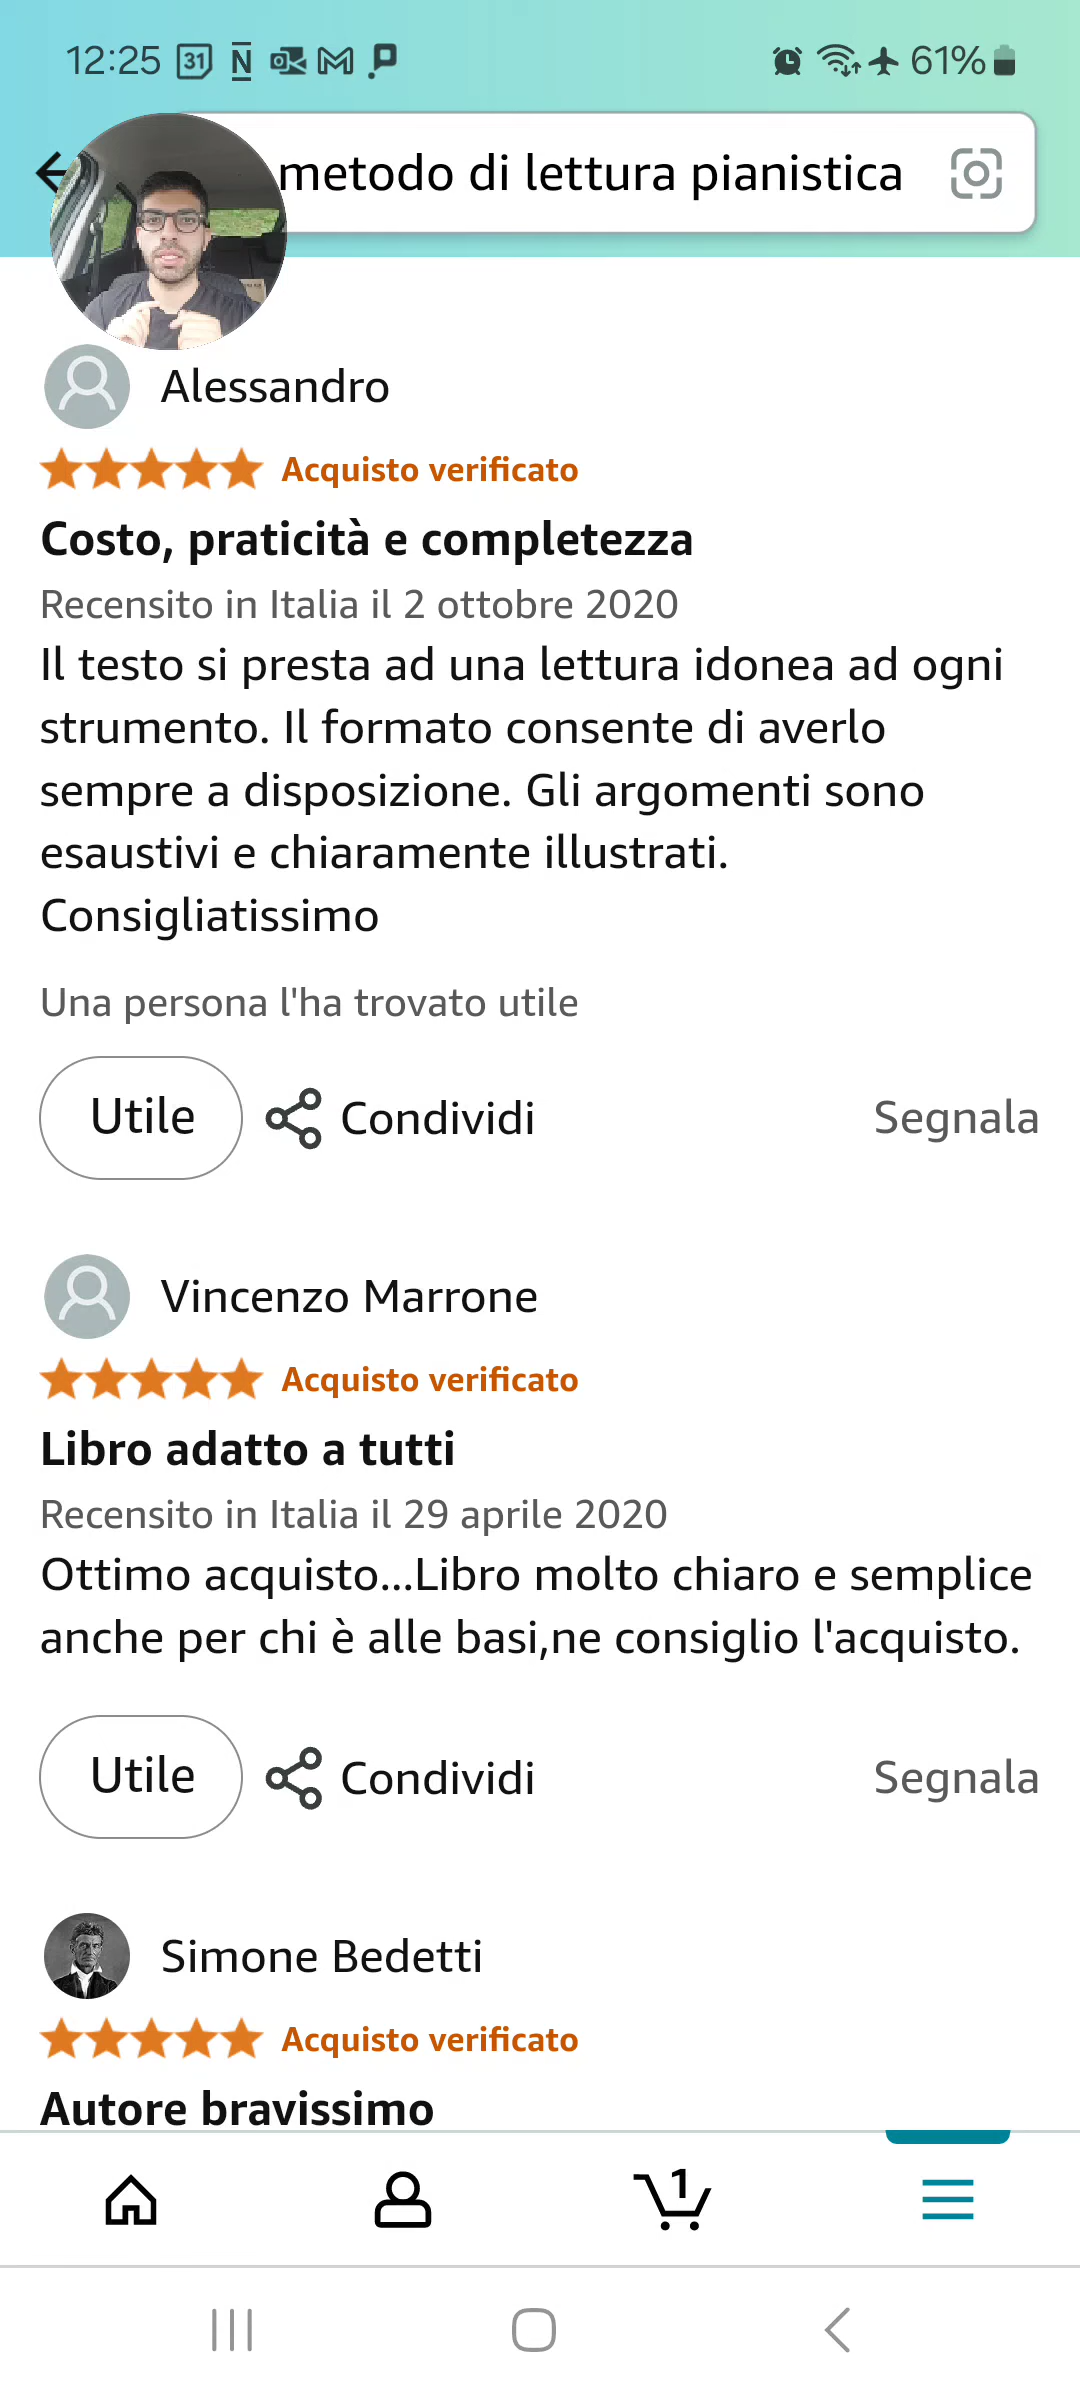 12:25 31 N M P 61%
metodo di lettura pianistica
Alessandro
Acquisto verificato
Costo, praticità e completezza
Recensito in Italia il 2 ottobre 2020
Il testo si presta ad una lettura idonea ad ogni
strumento. Il formato consente di averlo
sempre a disposizione. Gli argomenti sono
esaustivi e chiaramente illustrati.
Consigliatissimo
Una persona l'ha trovato utile
Utile Condividi Segnala
Vincenzo Marrone
Acquisto verificato
Libro adatto a tutti
Recensito in Italia il 29 aprile 2020
Ottimo acquisto...Libro molto chiaro e semplice
anche per chi è alle basi,ne consiglio l'acquisto.
Utile Condividi Segnala
Simone Bedetti
Acquisto verificato
Autore bravissimo
1